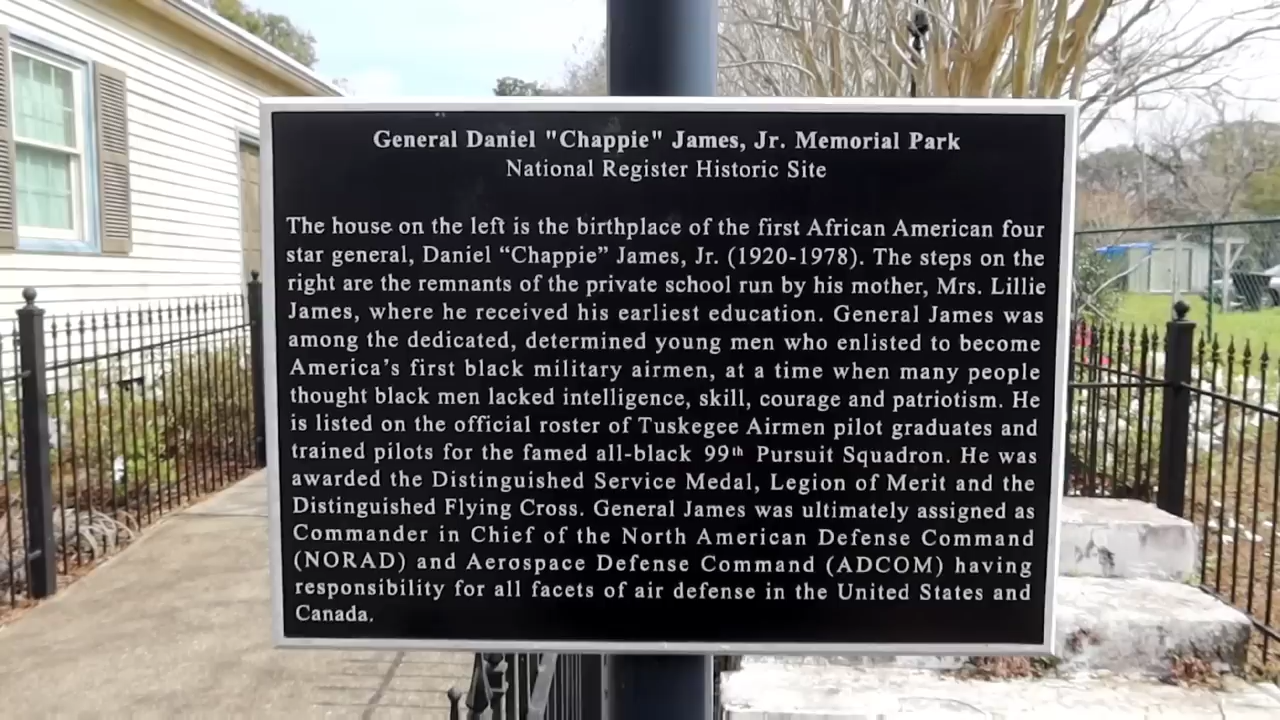 General Daniel "Chappie" James, Jr. Memorial Park
National Register Historic Site
The house on the left is the birthplace of the first African American four
star general, Daniel “Chappie” James, Jr. (1920-1978). The steps on the
right are the remnants of the private school run by his mother, Mrs. Lillie
James, where he received his earliest education. General James was
among the dedicated, determined young men who enlisted to become
America’s first black military airmen, at a time when many people
thought black men lacked intelligence, skill, courage and patriotism. He
is listed on the official roster of Tuskegee Airmen pilot graduates and
trained pilots for the famed all-black 99th Pursuit Squadron. He was
awarded the Distinguished Service Medal, Legion of Merit and the
Distinguished Flying Cross. General James was ultimately assigned as
Commander in Chief of the North American Defense Command
(NORAD) and Aerospace Defense Command (ADCOM) having
responsibility for all facets of air defense in the United States and
Canada.